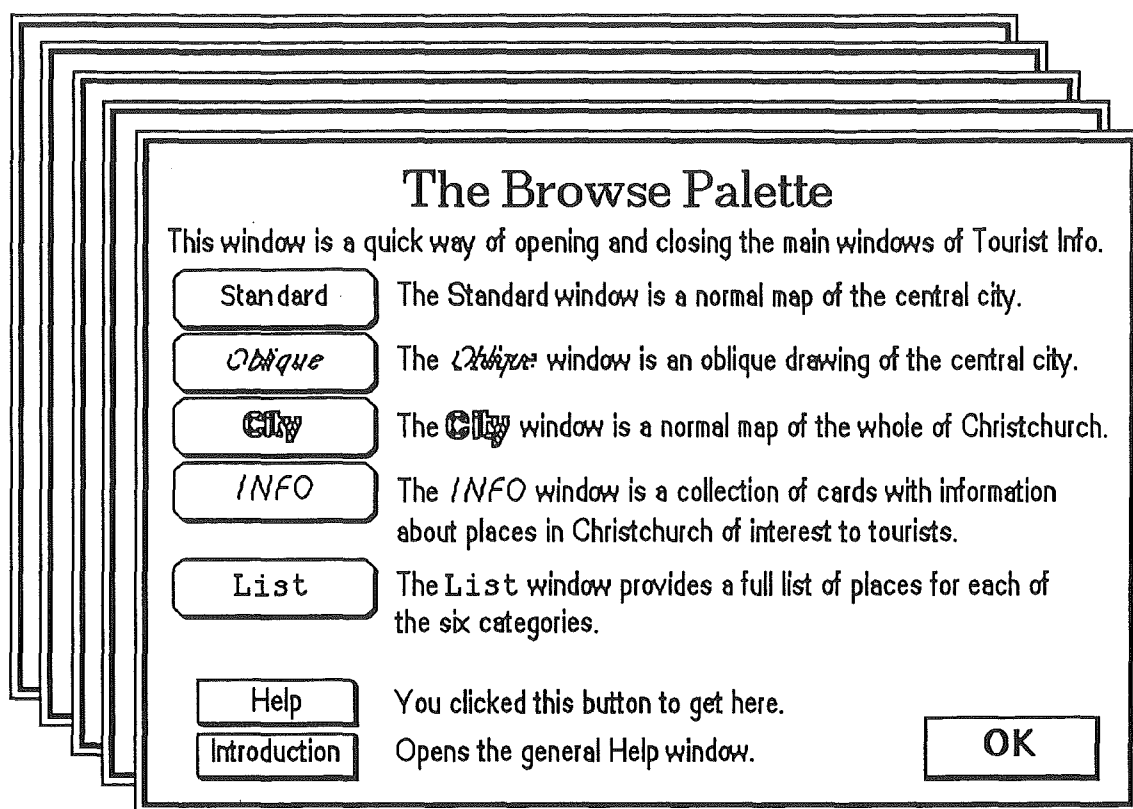 The Browse Palette
This window is a quick way of opening and closing the main windows of Tourist Info.
Standard The Standard window is a normal map of the central city.
Oblique The Oblique window is an oblique drawing of the central city.
City The City window is a normal map of the whole of Christchurch.
INFO The INFO window is a collection of cards with information
about places in Christchurch of interest to tourists.
List The List window provides a full list of places for each of
the six categories.
Help You clicked this button to get here.
Introduction Opens the general Help window.
OK